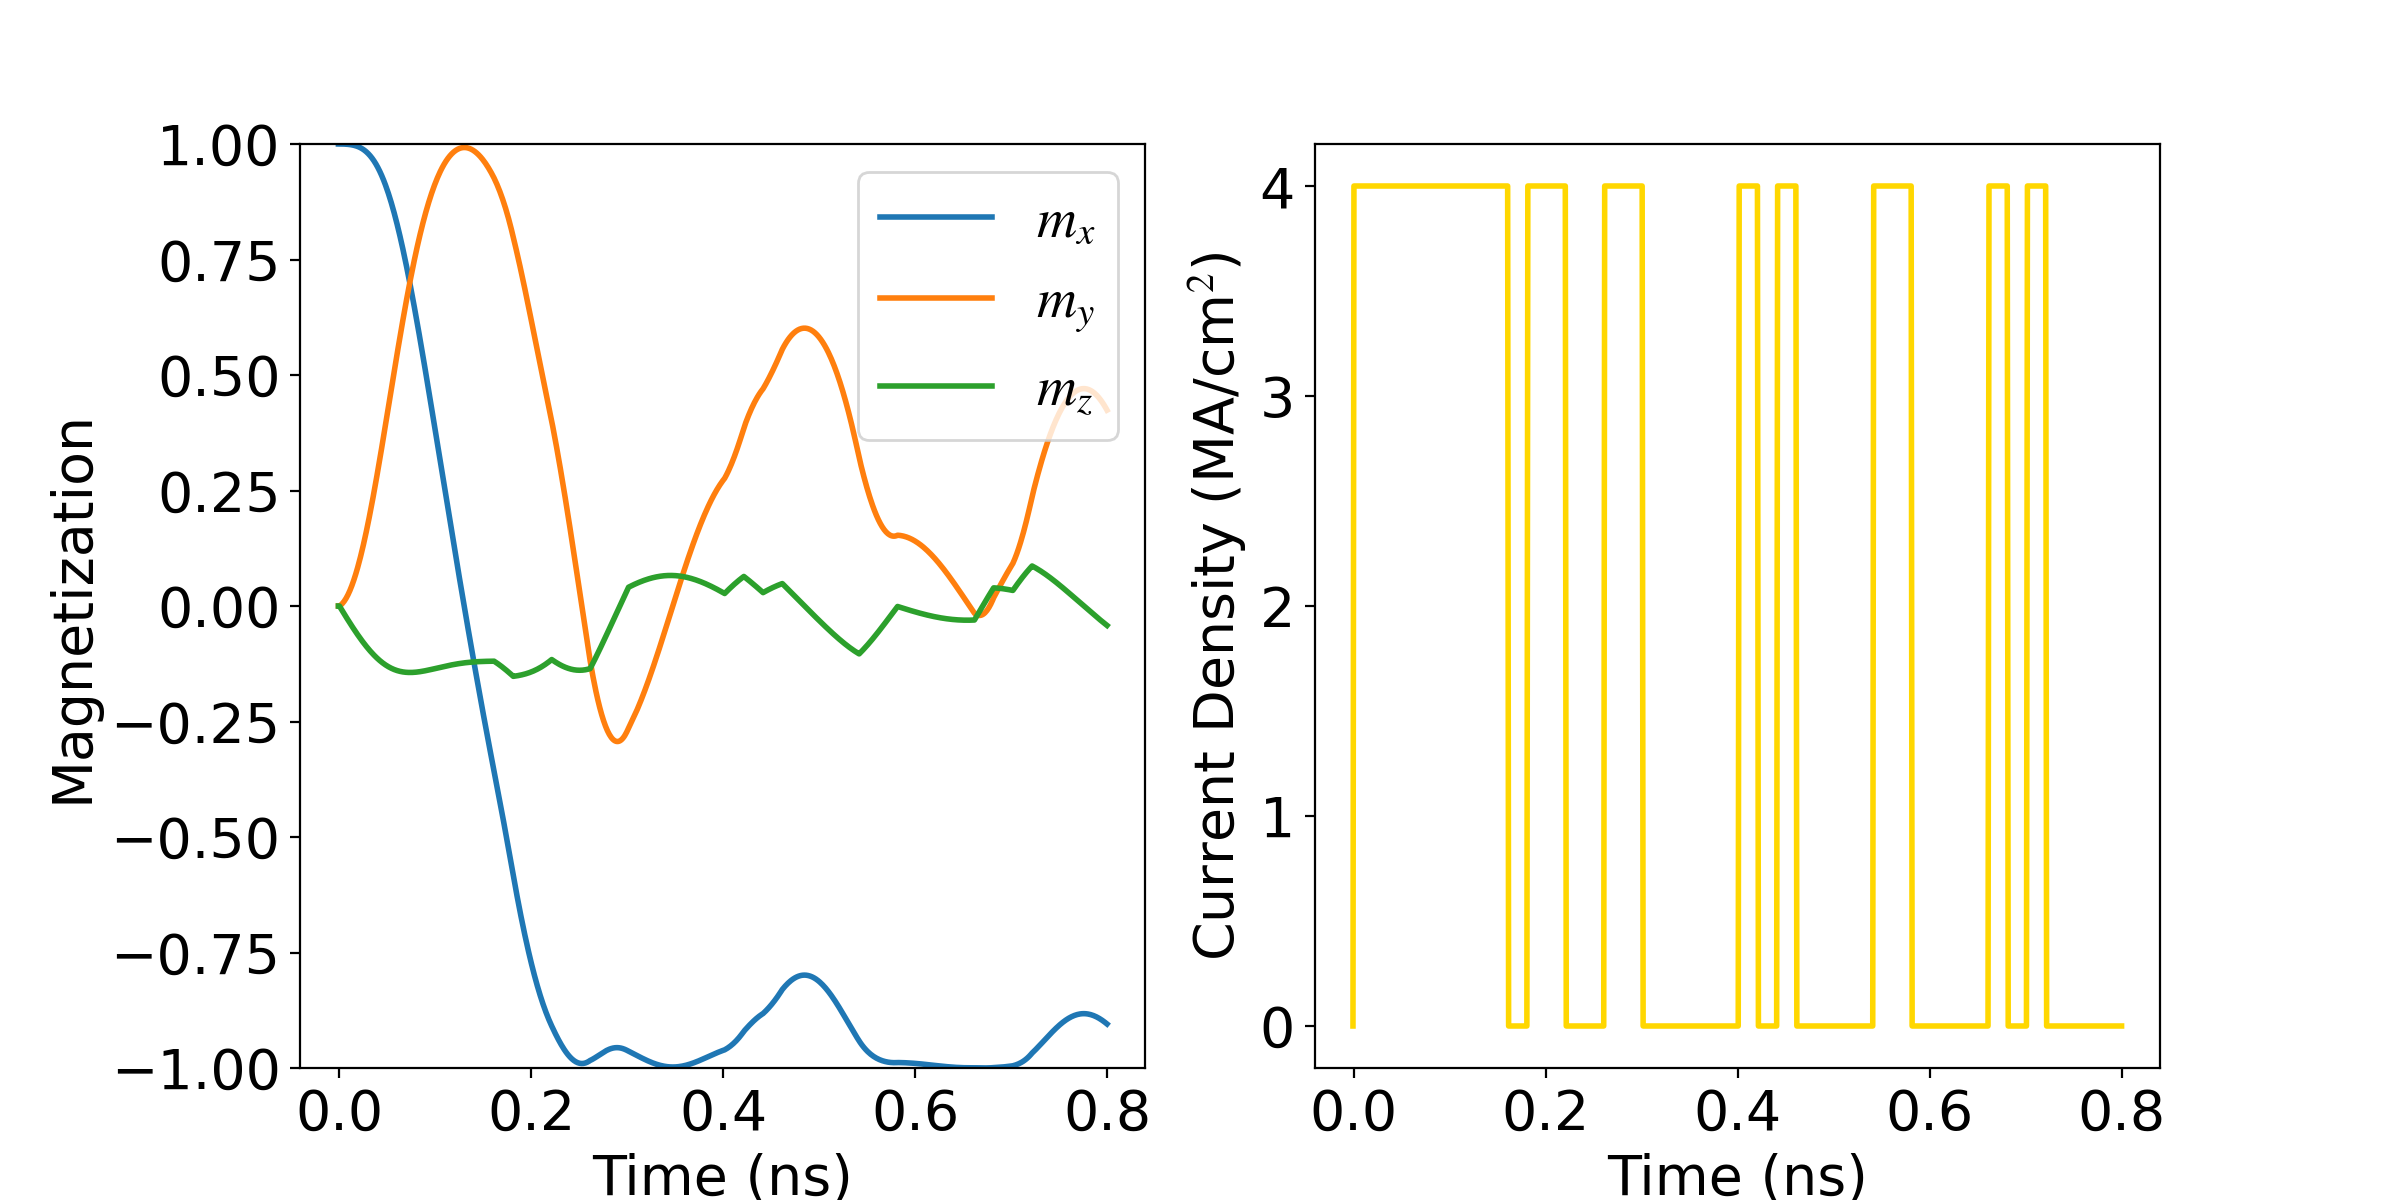 Magnetization
1.00
0.75
0.50
0.25
0.00
−0.25
−0.50
−0.75
−1.00
0.0 0.2 0.4 0.6 0.8
Time (ns)
mₓ
m_y
m_z
Current Density (MA/cm²)
4
3
2
1
0
0.0 0.2 0.4 0.6 0.8
Time (ns)